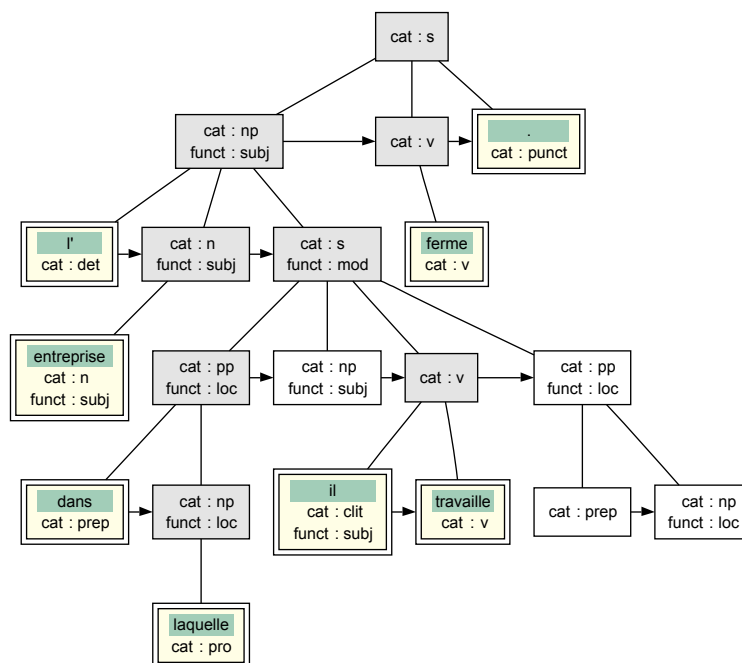 cat : s
cat : np
funct : subj
cat : v
.
cat : punct
l'
cat : det
cat : n
funct : subj
cat : s
funct : mod
ferme
cat : v
entreprise
cat : n
funct : subj
cat : pp
funct : loc
cat : np
funct : subj
cat : v
cat : pp
funct : loc
dans
cat : prep
cat : np
funct : loc
il
cat : clit
funct : subj
travaille
cat : v
cat : prep
cat : np
funct : loc
laquelle
cat : pro